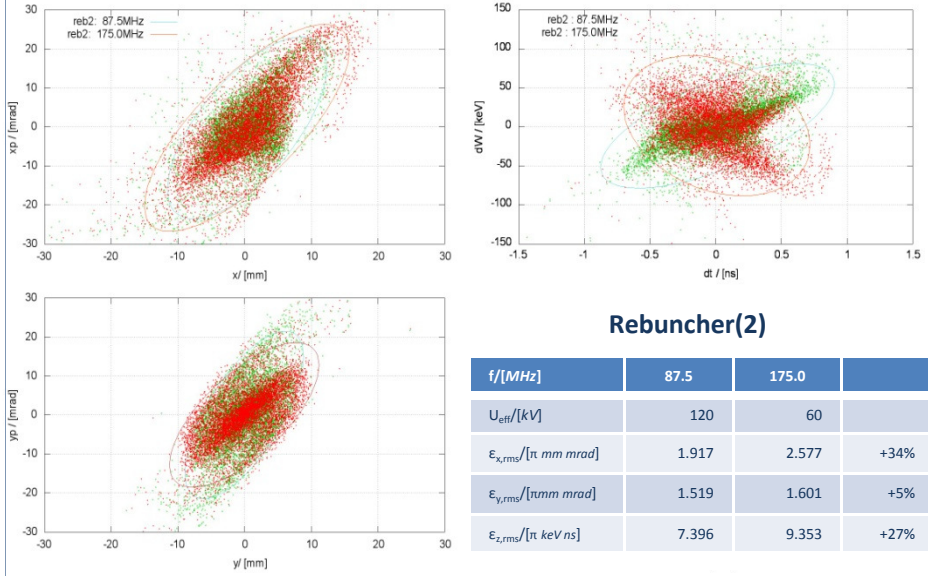 reb2: 87.5MHz
reb2: 175.0MHz
30
20
10
0
-10
-20
-30
-30 -20 -10 0 10 20 30
xp / [mrad]
x/ [mm]
reb2 : 87.5MHz
reb2 : 175.0MHz
150
100
50
0
-50
-100
-150
-1.5 -1 -0.5 0 0.5 1 1.5
dW / [keV]
dt / [ns]
30
20
10
0
-10
-20
-30
-30 -20 -10 0 10 20 30
yp / [mrad]
y/ [mm]
Rebuncher(2)
f/[MHz] 87.5 175.0
Ueff/[kV] 120 60
εx,rms/[π mm mrad] 1.917 2.577 +34%
εy,rms/[πmm mrad] 1.519 1.601 +5%
εz,rms/[π keV ns] 7.396 9.353 +27%